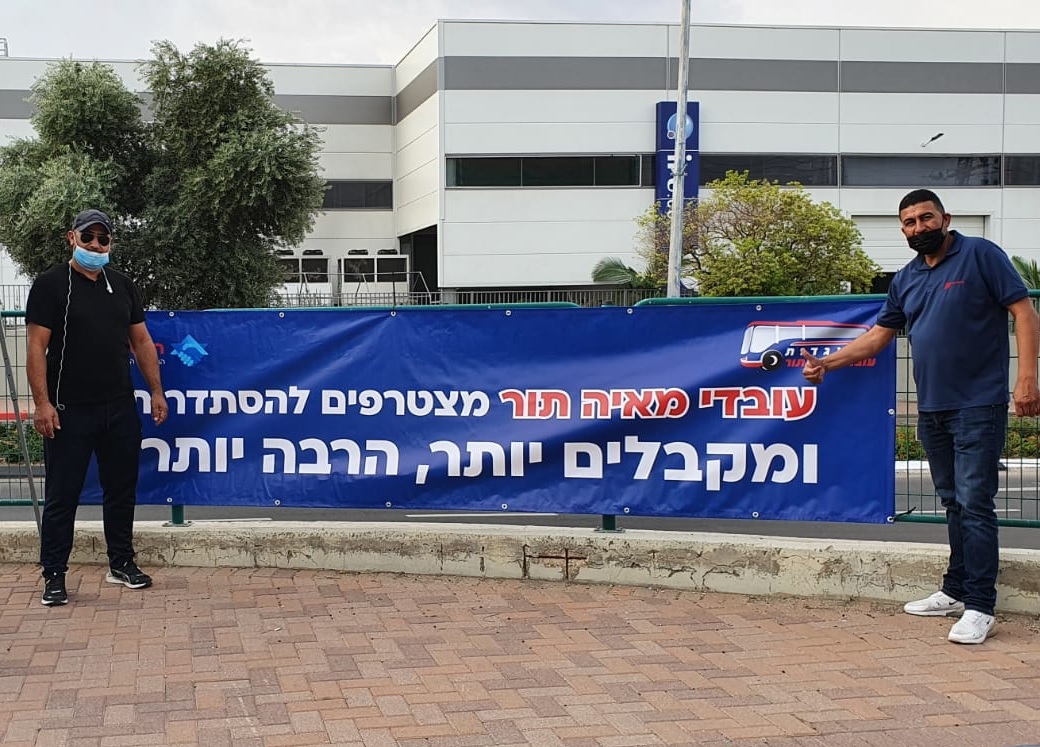 עובדי מאיה תור מצטרפים להסתדרות
ומקבלים יותר, הרבה יותר